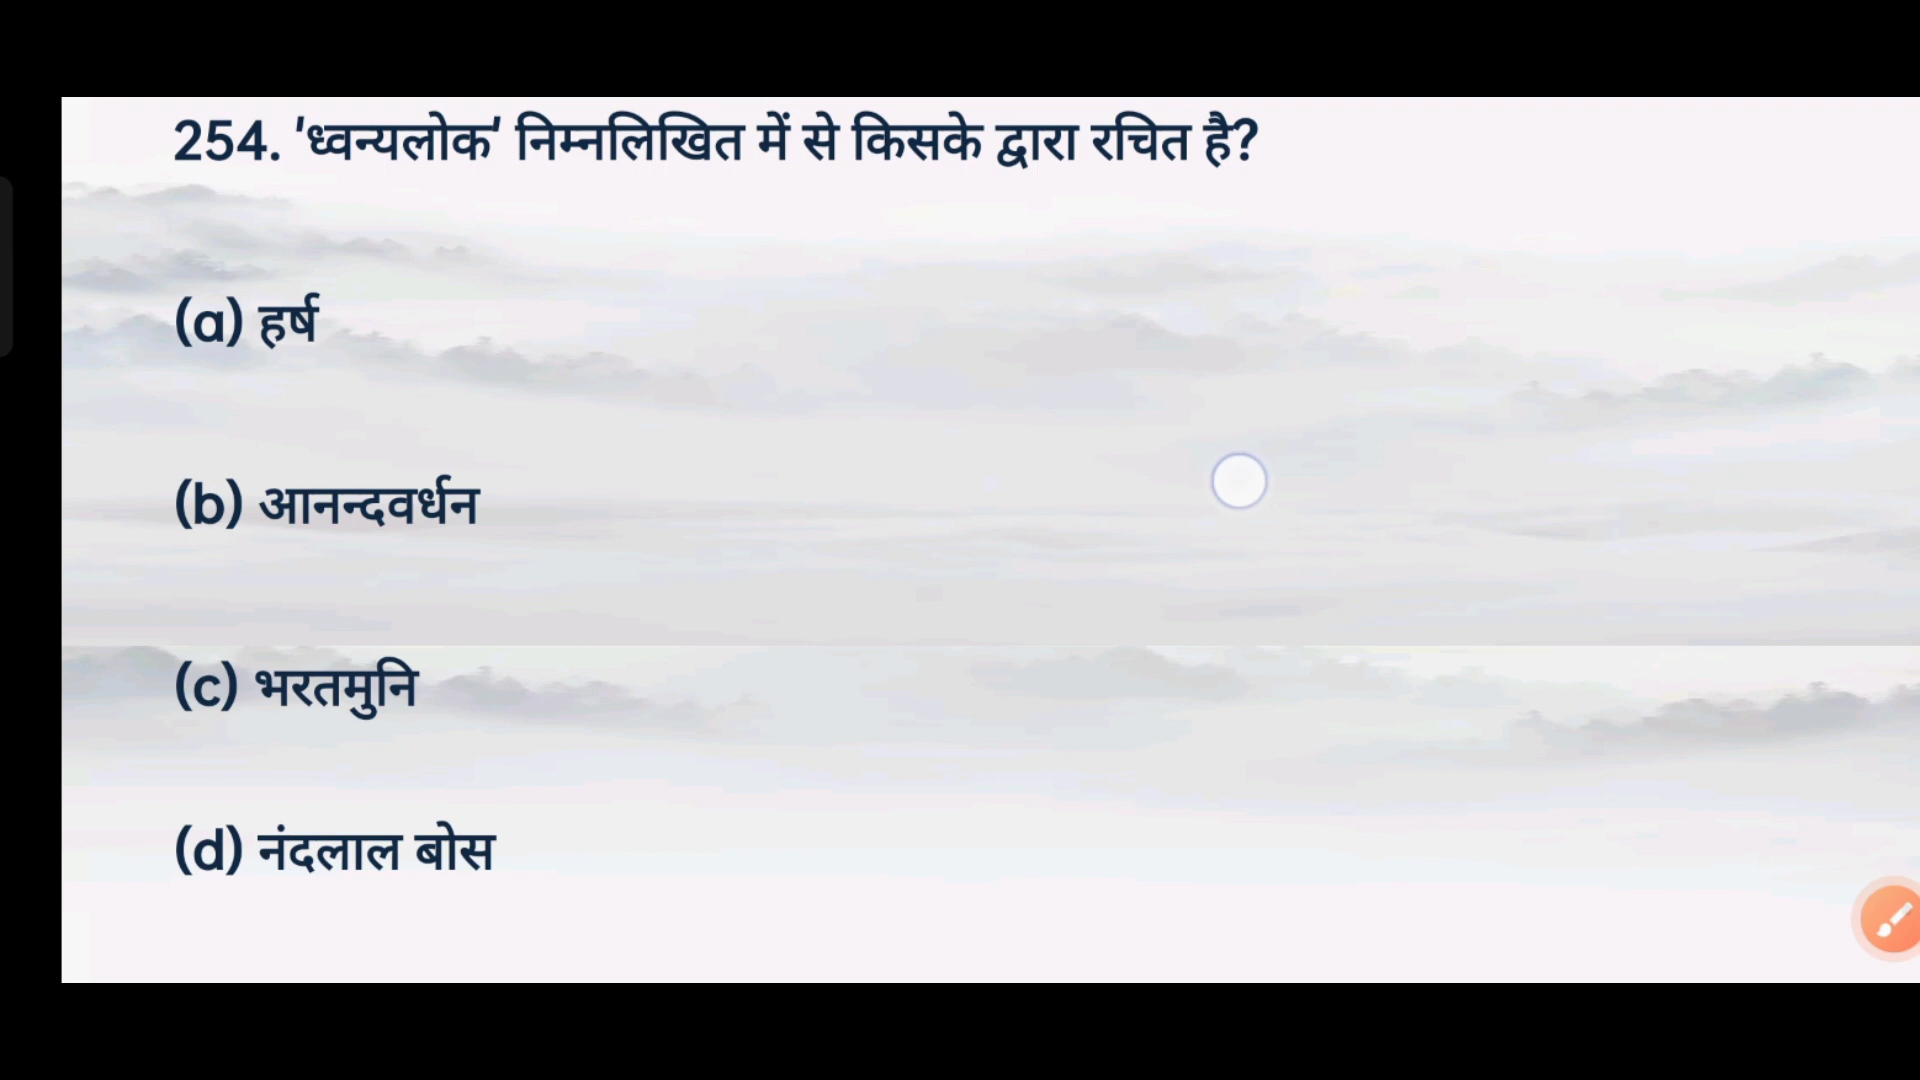 254. 'ध्वन्यलोक' निम्नलिखित में से किसके द्वारा रचित है?
(a) हर्ष
(b) आनन्दवर्धन
(c) भरतमुनि
(d) नंदलाल बोस